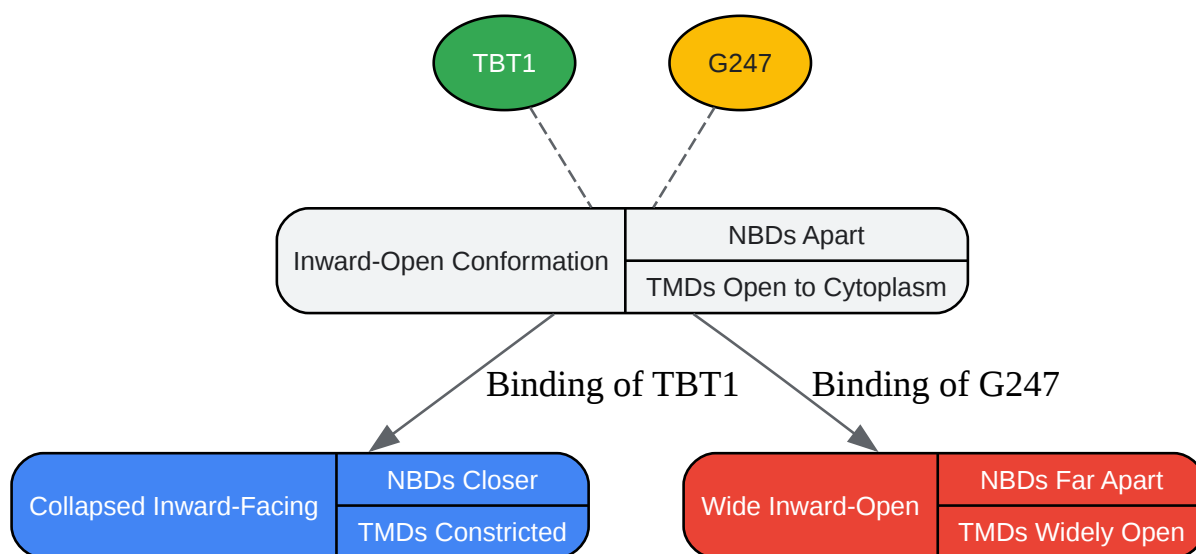 TBT1
G247
Inward-Open Conformation
NBDs Apart
TMDs Open to Cytoplasm
Binding of TBT1
Binding of G247
Collapsed Inward-Facing
NBDs Closer
TMDs Constricted
Wide Inward-Open
NBDs Far Apart
TMDs Widely Open